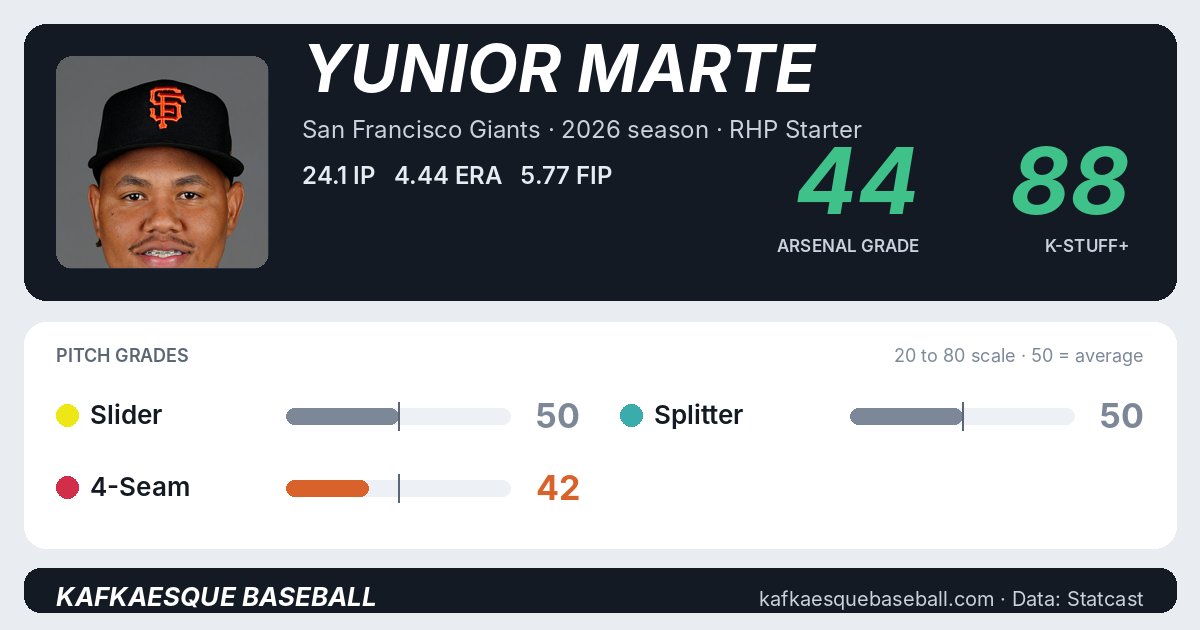 YUNIOR MARTE
San Francisco Giants · 2026 season · RHP Starter
24.1 IP 4.44 ERA 5.77 FIP
44 88
ARSENAL GRADE K-STUFF+
SF
PITCH GRADES 20 to 80 scale · 50 = average
Slider 50 Splitter 50
4-Seam 42
KAFKAESQUE BASEBALL kafkaesquebaseball.com · Data: Statcast